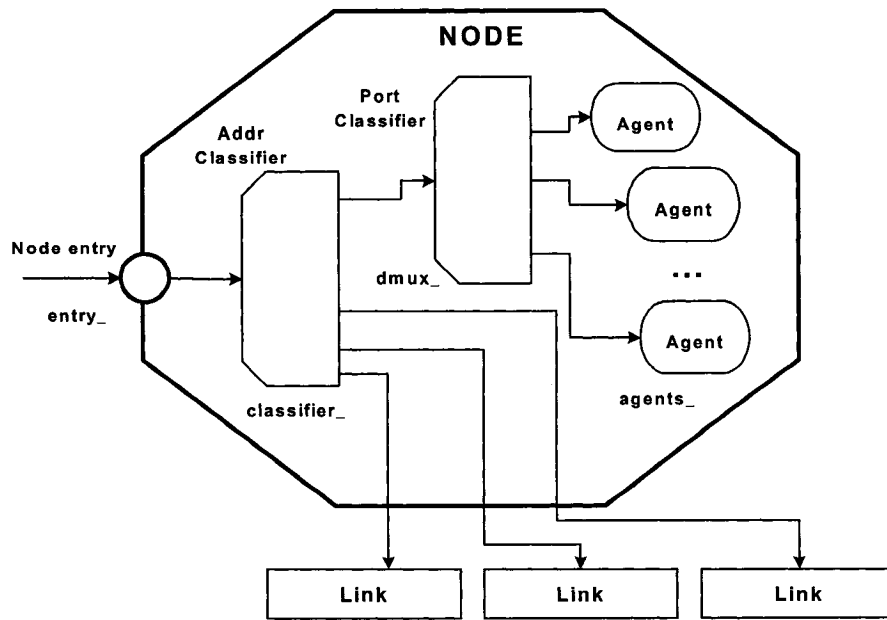 NODE
Port
Classifier
Agent
Addr
Classifier
Agent
Node entry
dmux_
...
entry_
Agent
classifier_
agents_
Link
Link
Link